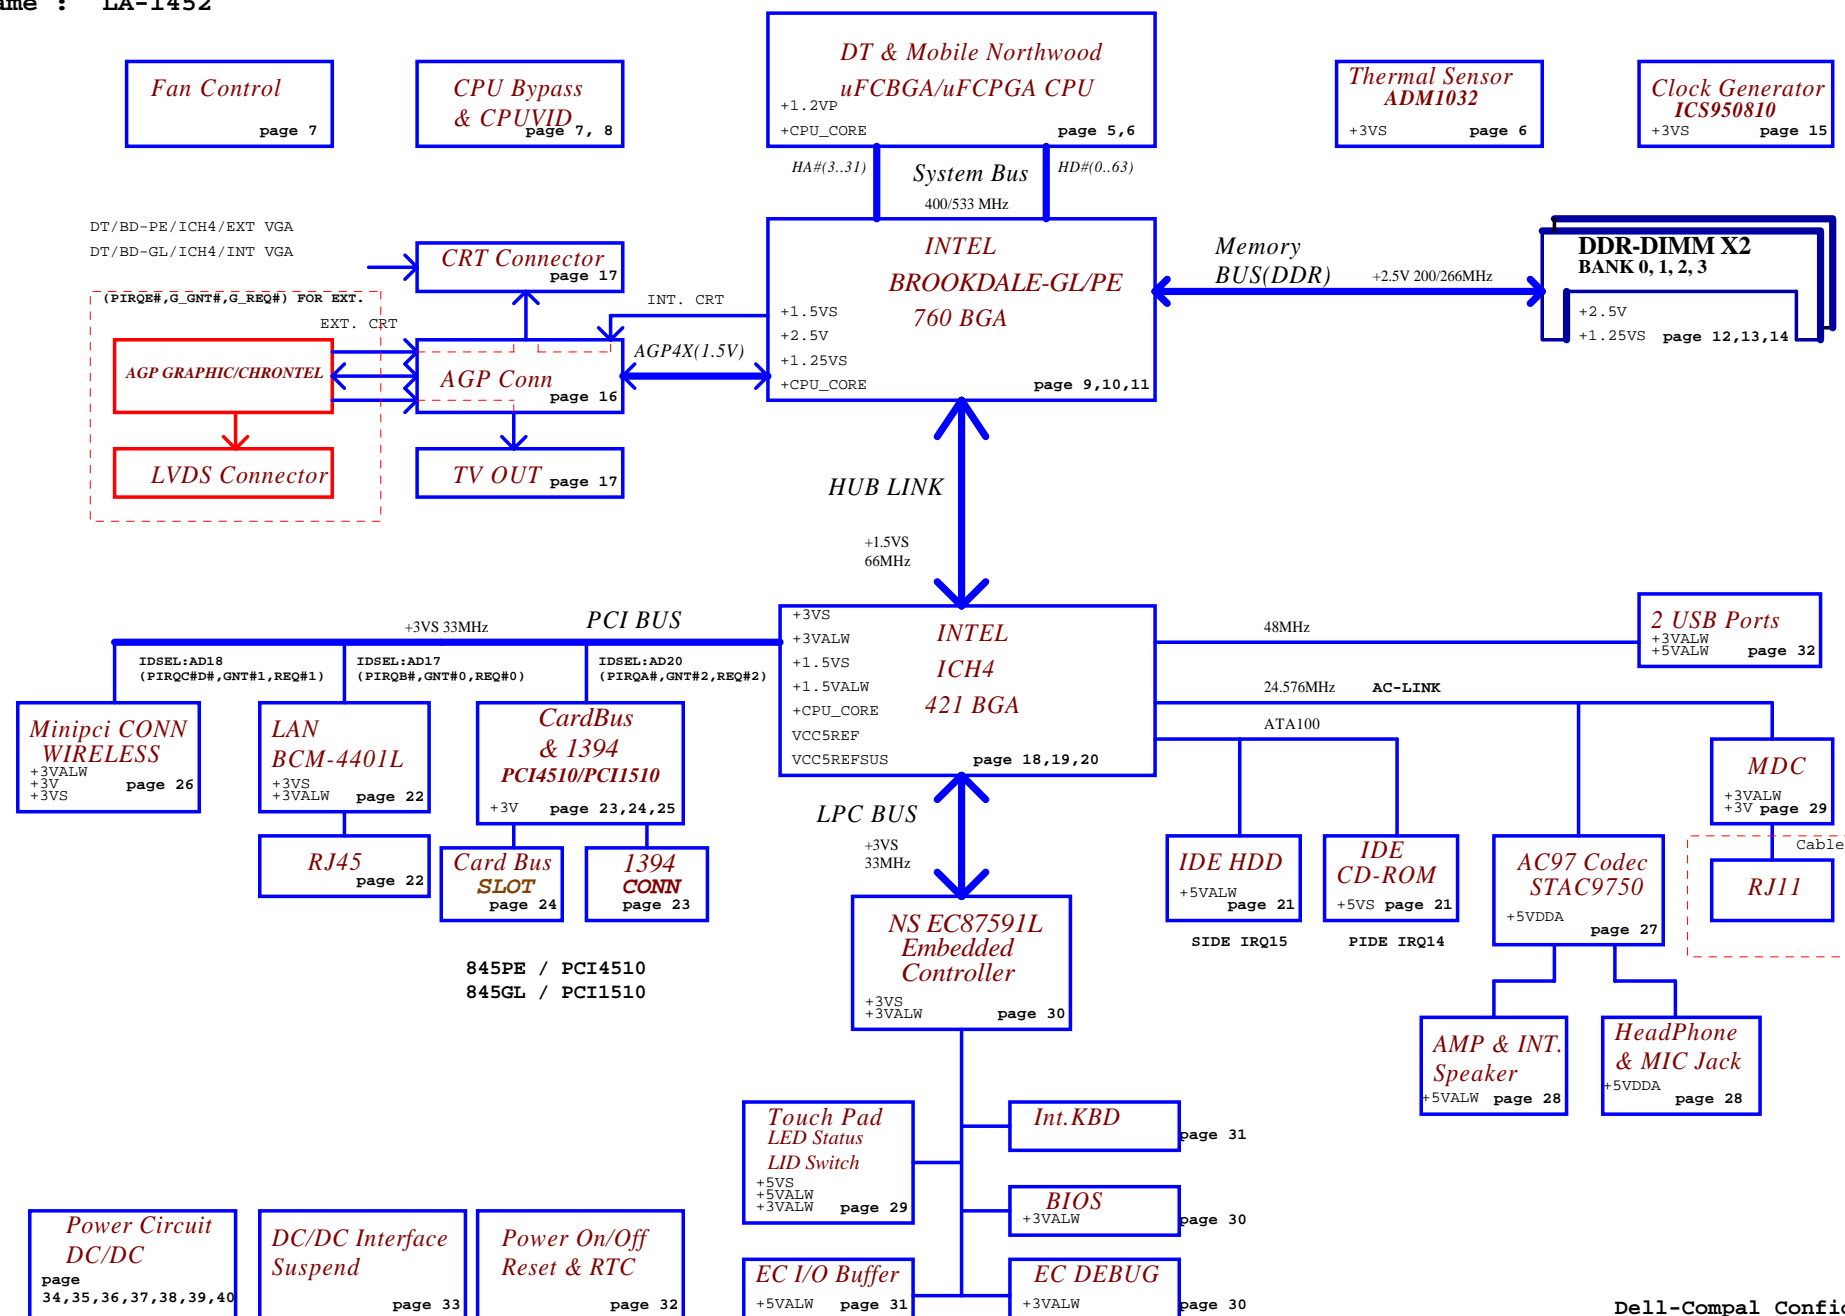 ame : LA-1452
Fan Control
page 7
CPU Bypass
& CPUVID
page 7, 8
DT & Mobile Northwood
uFCBGA/uFCPGA CPU
+1.2VP
+CPU_CORE
page 5,6
Thermal Sensor
ADM1032
+3VS
page 6
Clock Generator
ICS950810
+3VS
page 15
HA#(3..31)
System Bus
HD#(0..63)
400/533 MHz
DT/BD-PE/ICH4/EXT VGA
DT/BD-GL/ICH4/INT VGA
CRT Connector
page 17
INTEL
BROOKDALE-GL/PE
760 BGA
+1.5VS
+2.5V
+1.25VS
+CPU_CORE
page 9,10,11
Memory
BUS(DDR)
+2.5V 200/266MHz
DDR-DIMM X2
BANK 0, 1, 2, 3
+2.5V
+1.25VS
page 12,13,14
(PIRQE#,G_GNT#,G_REQ#) FOR EXT.
EXT. CRT
INT. CRT
AGP GRAPHIC/CHRONTEL
AGP Conn
page 16
AGP4X(1.5V)
LVDS Connector
TV OUT
page 17
HUB LINK
+1.5VS
66MHz
+3VS 33MHz
PCI BUS
IDSEL:AD18
(PIRQC#D#,GNT#1,REQ#1)
IDSEL:AD17
(PIRQB#,GNT#0,REQ#0)
IDSEL:AD20
(PIRQA#,GNT#2,REQ#2)
+3VS
+3VALW
+1.5VS
+1.5VALW
+CPU_CORE
VCC5REF
VCC5REFSUS
INTEL
ICH4
421 BGA
page 18,19,20
48MHz
2 USB Ports
+3VALW
+5VALW
page 32
24.576MHz
AC-LINK
ATA100
Minipci CONN
WIRELESS
+3VALW
+3V
+3VS
page 26
LAN
BCM-4401L
+3VS
+3VALW
page 22
CardBus
& 1394
PCI4510/PCI1510
+3V
page 23,24,25
MDC
+3VALW
+3V
page 29
LPC BUS
+3VS
33MHz
RJ45
page 22
Card Bus
SLOT
page 24
1394
CONN
page 23
IDE HDD
+5VALW
page 21
SIDE IRQ15
IDE
CD-ROM
+5VS
page 21
PIDE IRQ14
AC97 Codec
STAC9750
+5VDDA
page 27
Cable
RJ11
845PE / PCI4510
845GL / PCI1510
NS EC87591L
Embedded
Controller
+3VS
+3VALW
page 30
AMP & INT.
Speaker
+5VALW
page 28
HeadPhone
& MIC Jack
+5VDDA
page 28
Touch Pad
LED Status
LID Switch
+5VS
+5VALW
+3VALW
page 29
Int.KBD
page 31
BIOS
+3VALW
page 30
Power Circuit
DC/DC
page
34,35,36,37,38,39,40
DC/DC Interface
Suspend
page 33
Power On/Off
Reset & RTC
page 32
EC I/O Buffer
+5VALW
page 31
EC DEBUG
+3VALW
page 30
Dell-Compal Confid